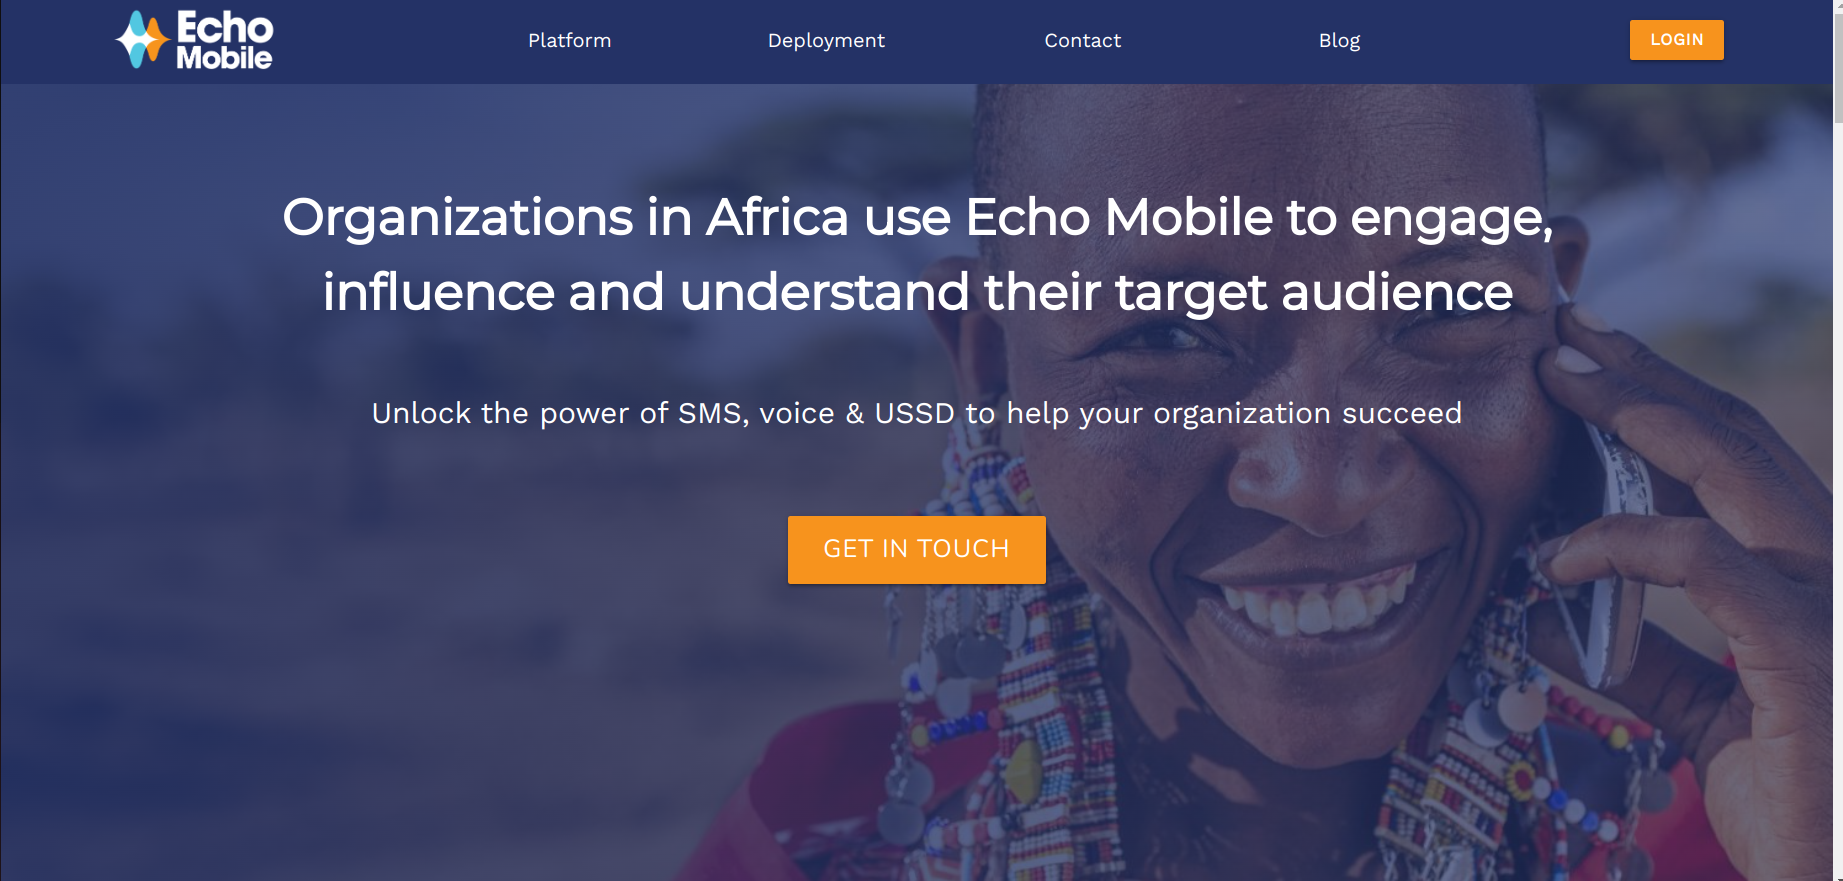 Echo
Mobile
Platform
Deployment
Contact
Blog
LOGIN
Organizations in Africa use Echo Mobile to engage,
influence and understand their target audience
Unlock the power of SMS, voice & USSD to help your organization succeed
GET IN TOUCH